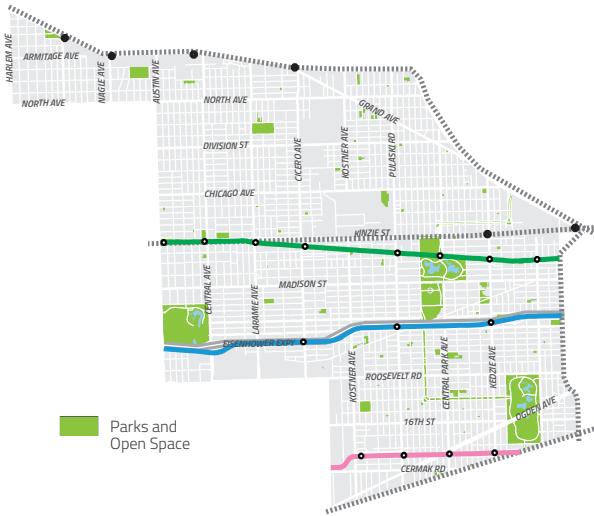 HARLEM AVE
ARMITAGE AVE
NAGLE AVE
AUSTIN AVE
NORTH AVE
NORTH AVE
GRAND AVE
DIVISION ST
CICERO AVE
KOSTNER AVE
PULASKI RD
CHICAGO AVE
KINZIE ST
CENTRAL AVE
MADISON ST
LARAMIE AVE
EISENHOWER EXPY
KOSTNER AVE
CENTRAL PARK AVE
KEDZIE AVE
ROOSEVELT RD
OGDEN AVE
16TH ST
CERMAK RD
Parks and
Open Space